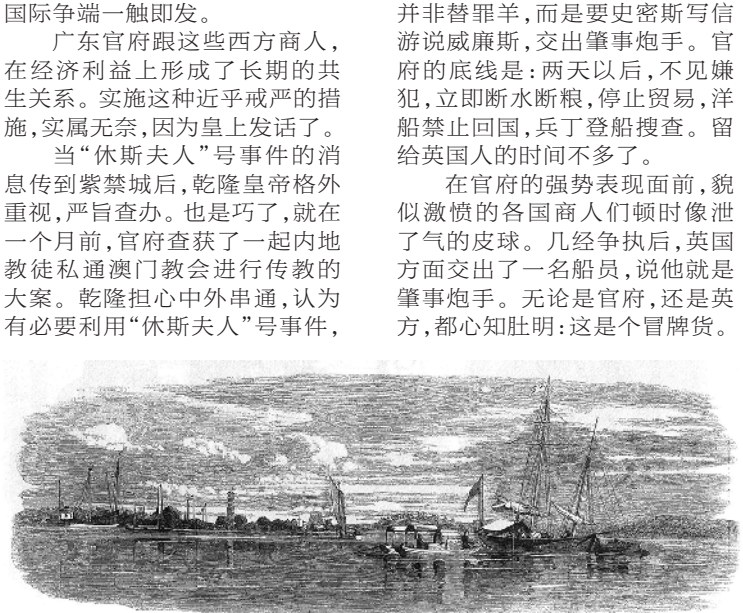 国际争端一触即发。
广东官府跟这些西方商人，
在经济利益上形成了长期的共
生关系。实施这种近乎戒严的措
施，实属无奈，因为皇上发话了。
当“休斯夫人”号事件的消
息传到紫禁城后，乾隆皇帝格外
重视，严旨查办。也是巧了，就在
一个月前，官府查获了一起内地
教徒私通澳门教会进行传教的
大案。乾隆担心中外串通，认为
有必要利用“休斯夫人”号事件，
并非替罪羊，而是要史密斯写信
游说威廉斯，交出肇事炮手。官
府的底线是：两天以后，不见嫌
犯，立即断水断粮，停止贸易，洋
船禁止回国，兵丁登船搜查。留
给英国人的时间不多了。
在官府的强势表现面前，貌
似激愤的各国商人们顿时像泄
了气的皮球。几经争执后，英国
方面交出了一名船员，说他就是
肇事炮手。无论是官府，还是英
方，都心知肚明：这是个冒牌货。